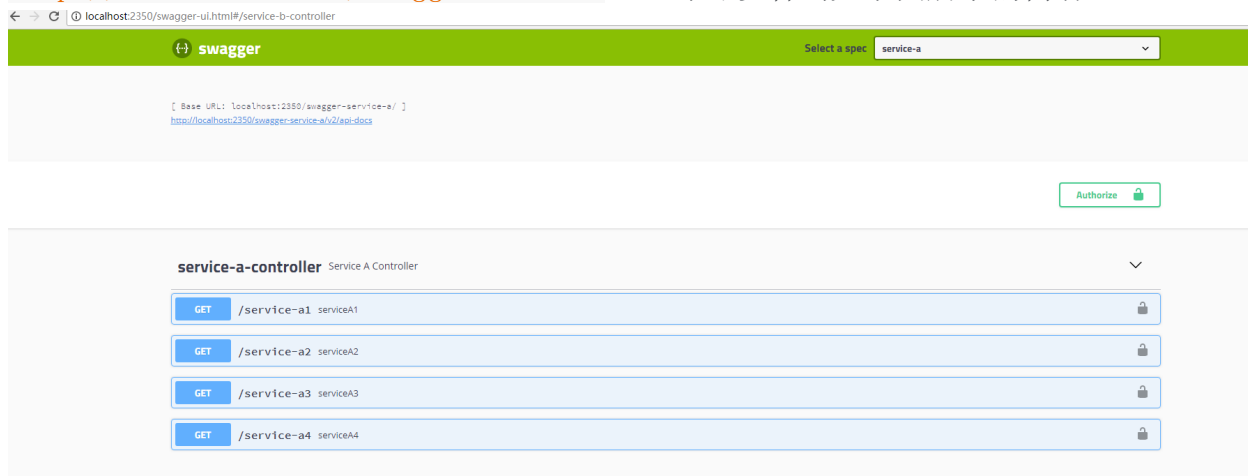 localhost:2350/swagger-ui.html#/service-b-controller
swagger
Select a spec
service-a
[ Base URL: localhost:2350/swagger-service-a/ ]
http://localhost:2350/swagger-service-a/v2/api-docs
Authorize
service-a-controller Service A Controller
GET /service-a1 serviceA1
GET /service-a2 serviceA2
GET /service-a3 serviceA3
GET /service-a4 serviceA4